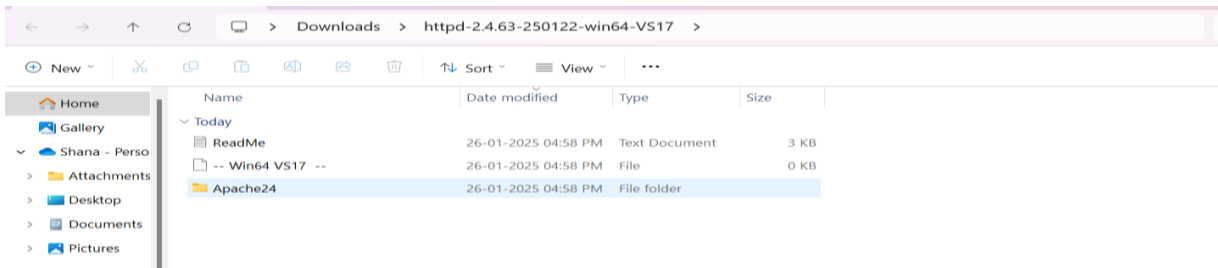 Downloads > httpd-2.4.63-250122-win64-VS17 >
New Sort View ...
Name Date modified Type Size
Home
Gallery
Shana - Perso
Attachments
Desktop
Documents
Pictures
Today
ReadMe 26-01-2025 04:58 PM Text Document 3 KB
-- Win64 VS17 -- 26-01-2025 04:58 PM File 0 KB
Apache24 26-01-2025 04:58 PM File folder